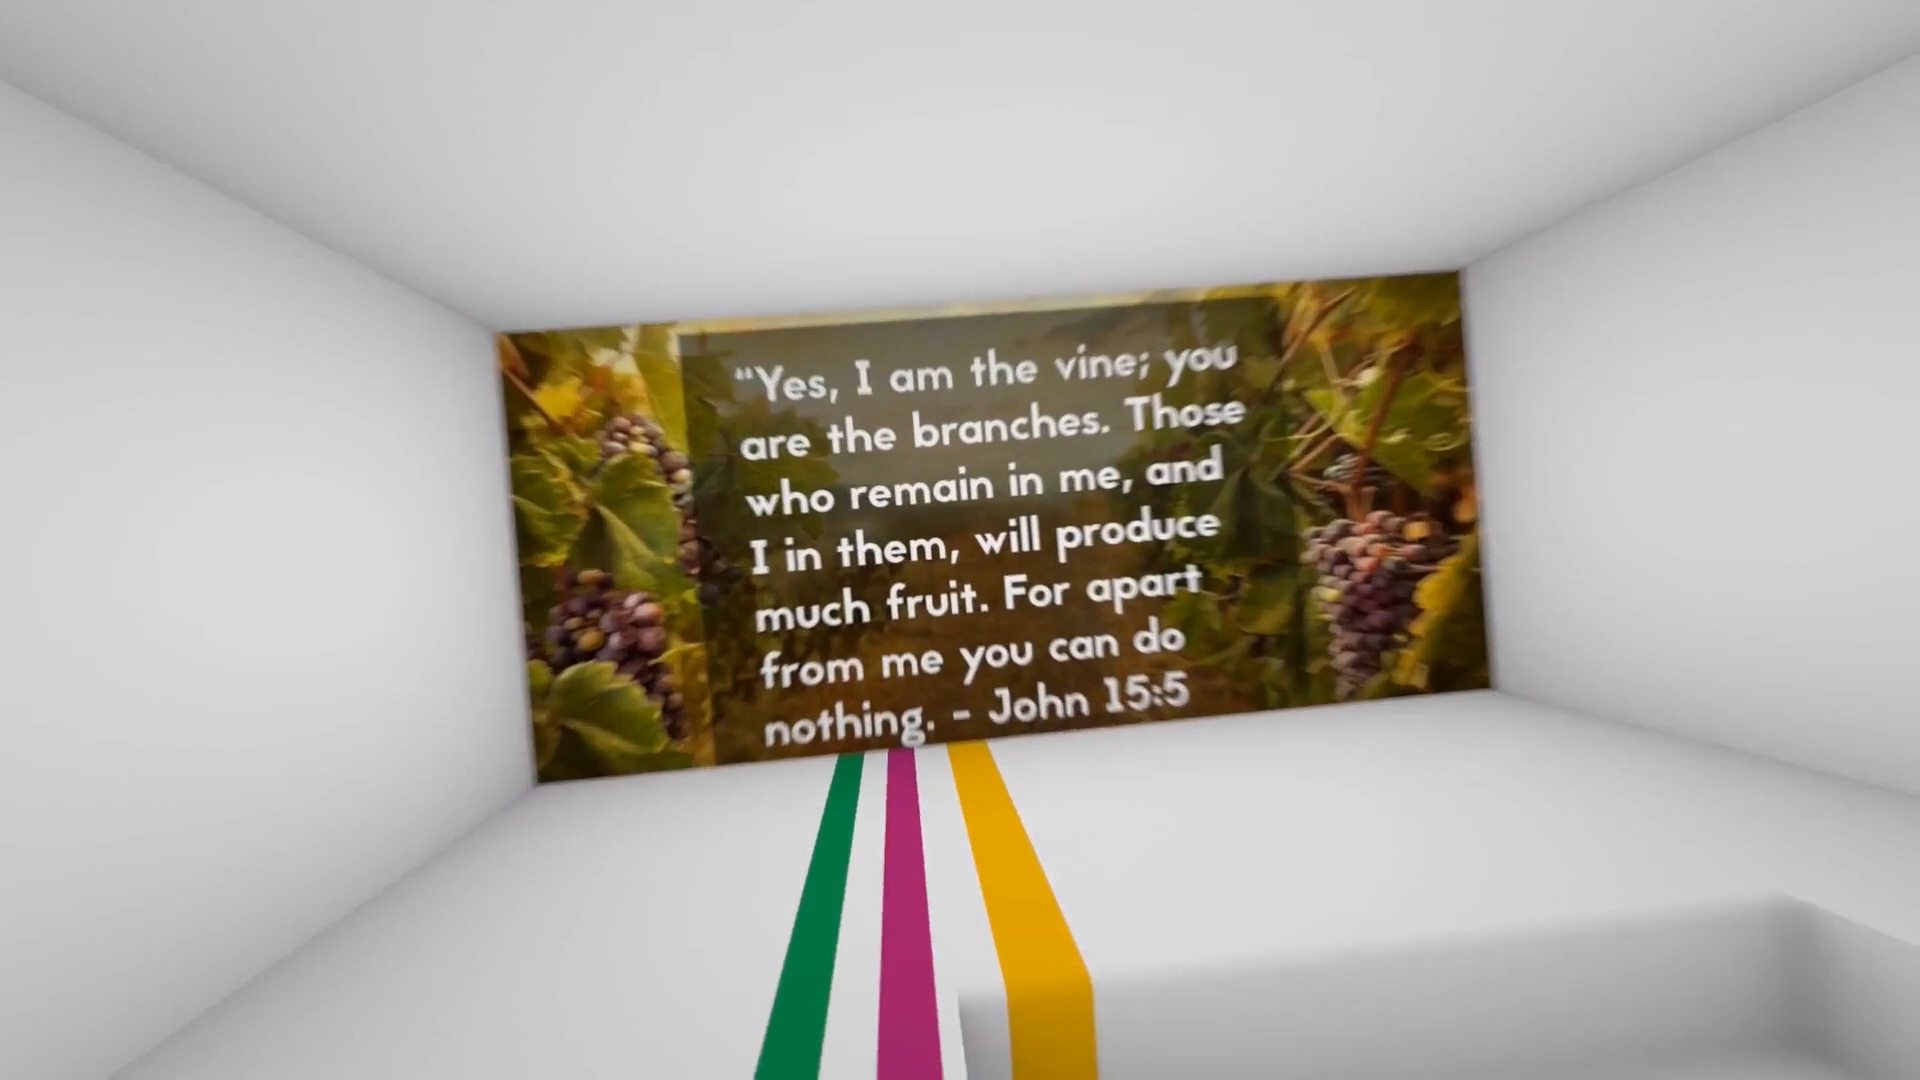 “Yes, I am the vine; you
are the branches. Those
who remain in me, and
I in them, will produce
much fruit. For apart
from me you can do
nothing. - John 15:5